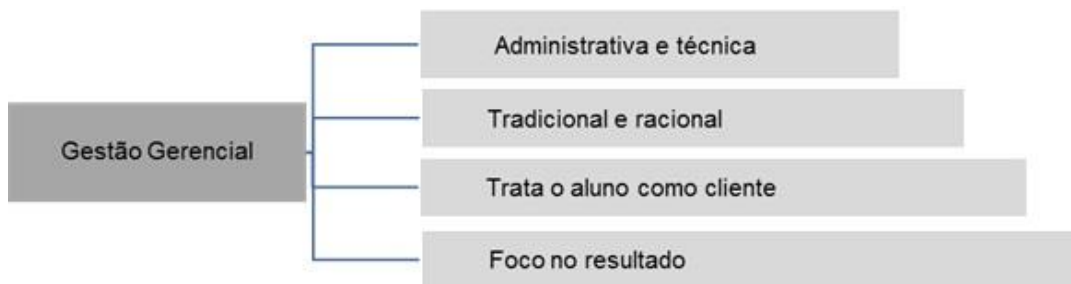 Administrativa e técnica
Tradicional e racional
Gestão Gerencial
Trata o aluno como cliente
Foco no resultado